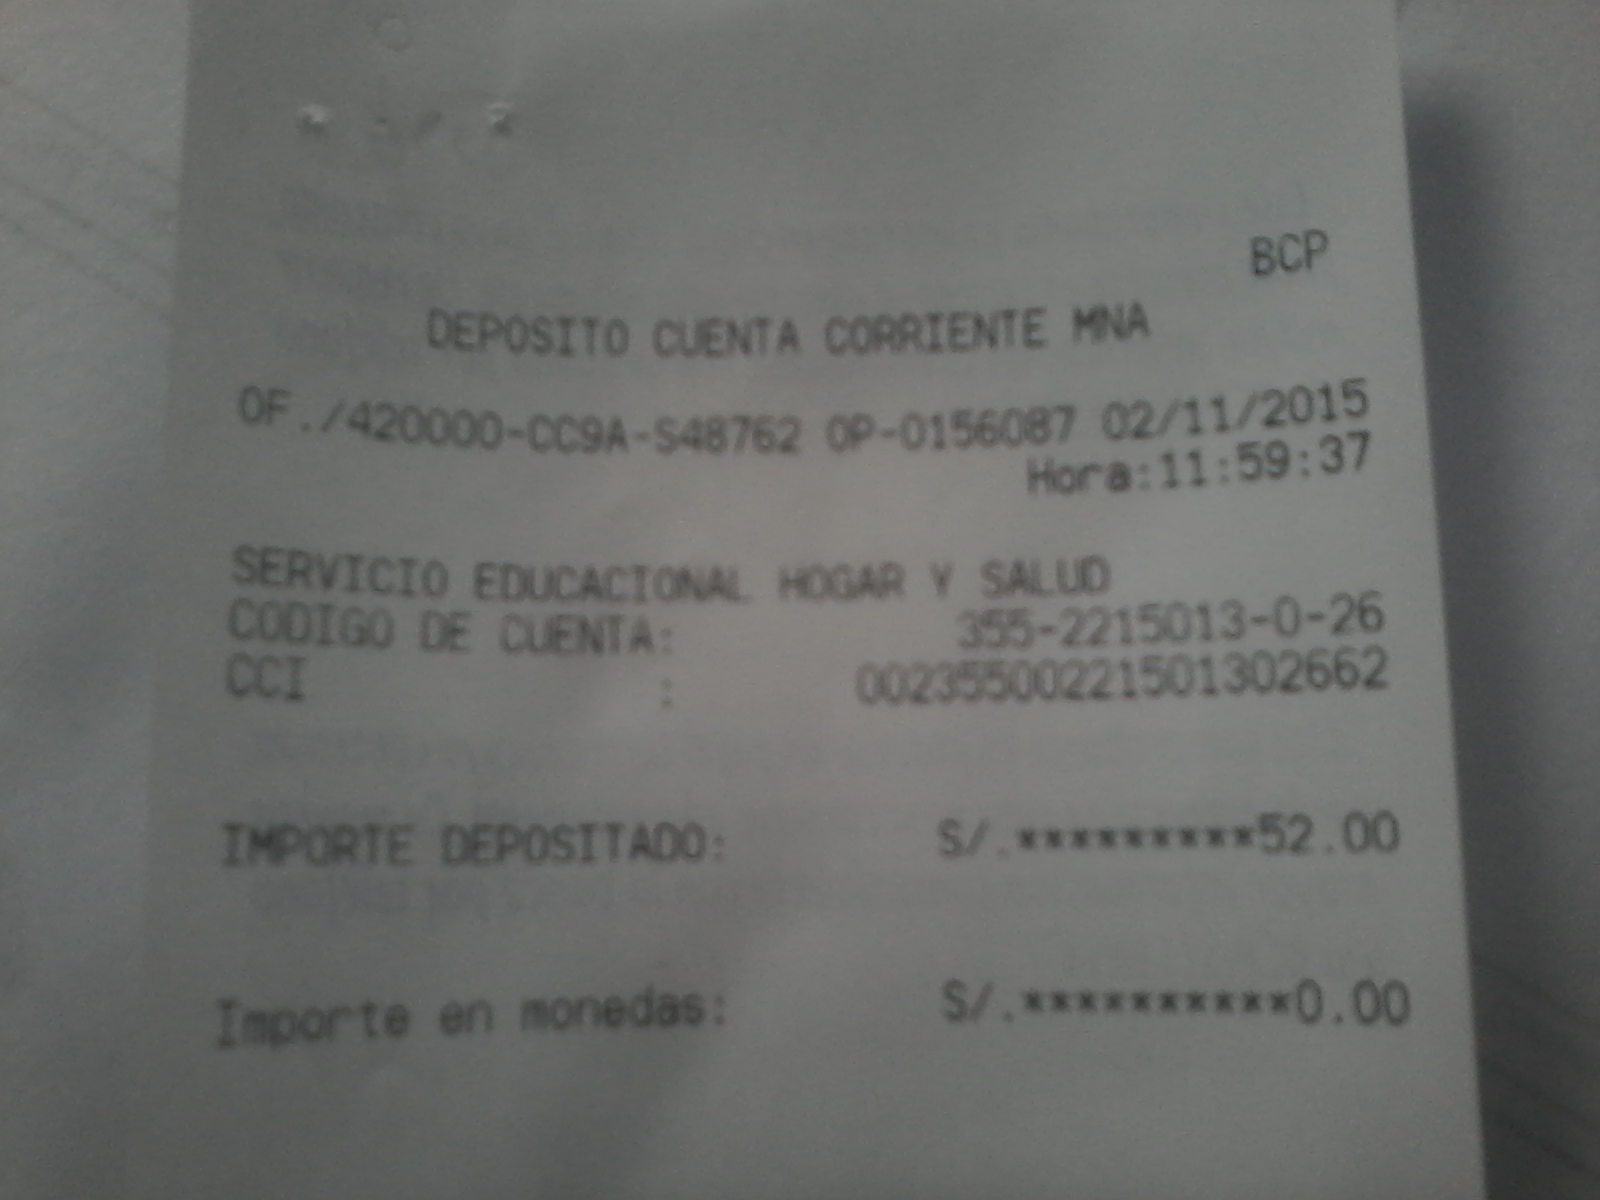 BCP
DEPOSITO CUENTA CORRIENTE MNA
OF./420000-CC9A-S48762 OP-0156087 02/11/2015
Hora:11:59:37
SERVICIO EDUCACIONAL HOGAR Y SALUD
CODIGO DE CUENTA: 355-2215013-0-26
CCI : 00235500221501302662
IMPORTE DEPOSITADO: S/.*********52.00
Importe en monedas: S/.**********0.00